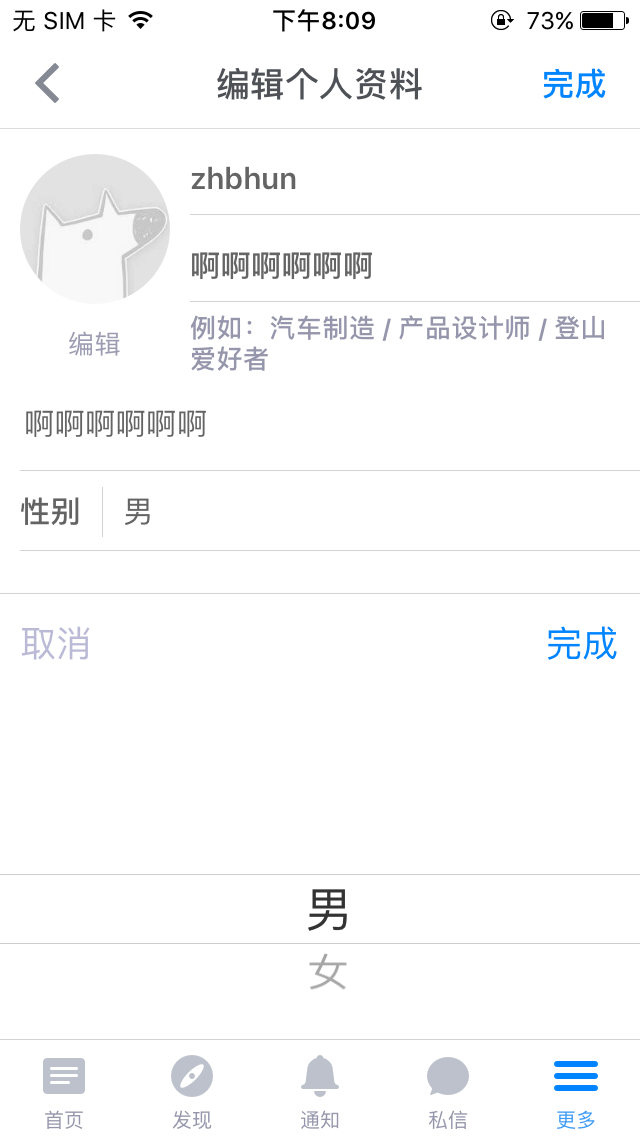 无 SIM 卡 下午8:09 73%
编辑个人资料 完成
zhbhun
啊啊啊啊啊啊
例如：汽车制造 / 产品设计师 / 登山
爱好者
编辑
啊啊啊啊啊啊
性别 男
取消 完成
男
女
首页 发现 通知 私信 更多